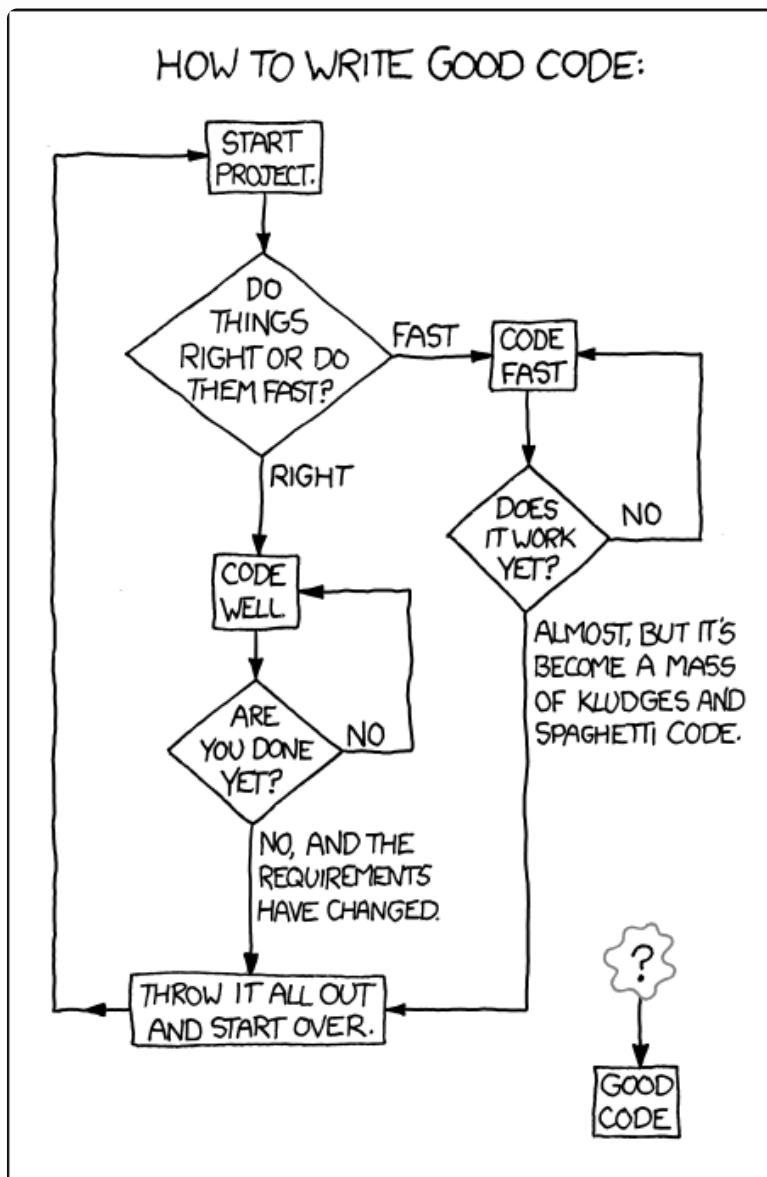 HOW TO WRITE GOOD CODE:
START
PROJECT.
DO
THINGS
RIGHT OR DO
THEM FAST?
FAST
CODE
FAST
RIGHT
DOES
IT WORK
YET?
NO
CODE
WELL.
ALMOST, BUT IT'S
BECOME A MASS
OF KLUDGES AND
SPAGHETTI CODE.
ARE
YOU DONE
YET?
NO
NO, AND THE
REQUIREMENTS
HAVE CHANGED.
THROW IT ALL OUT
AND START OVER.
?
GOOD
CODE